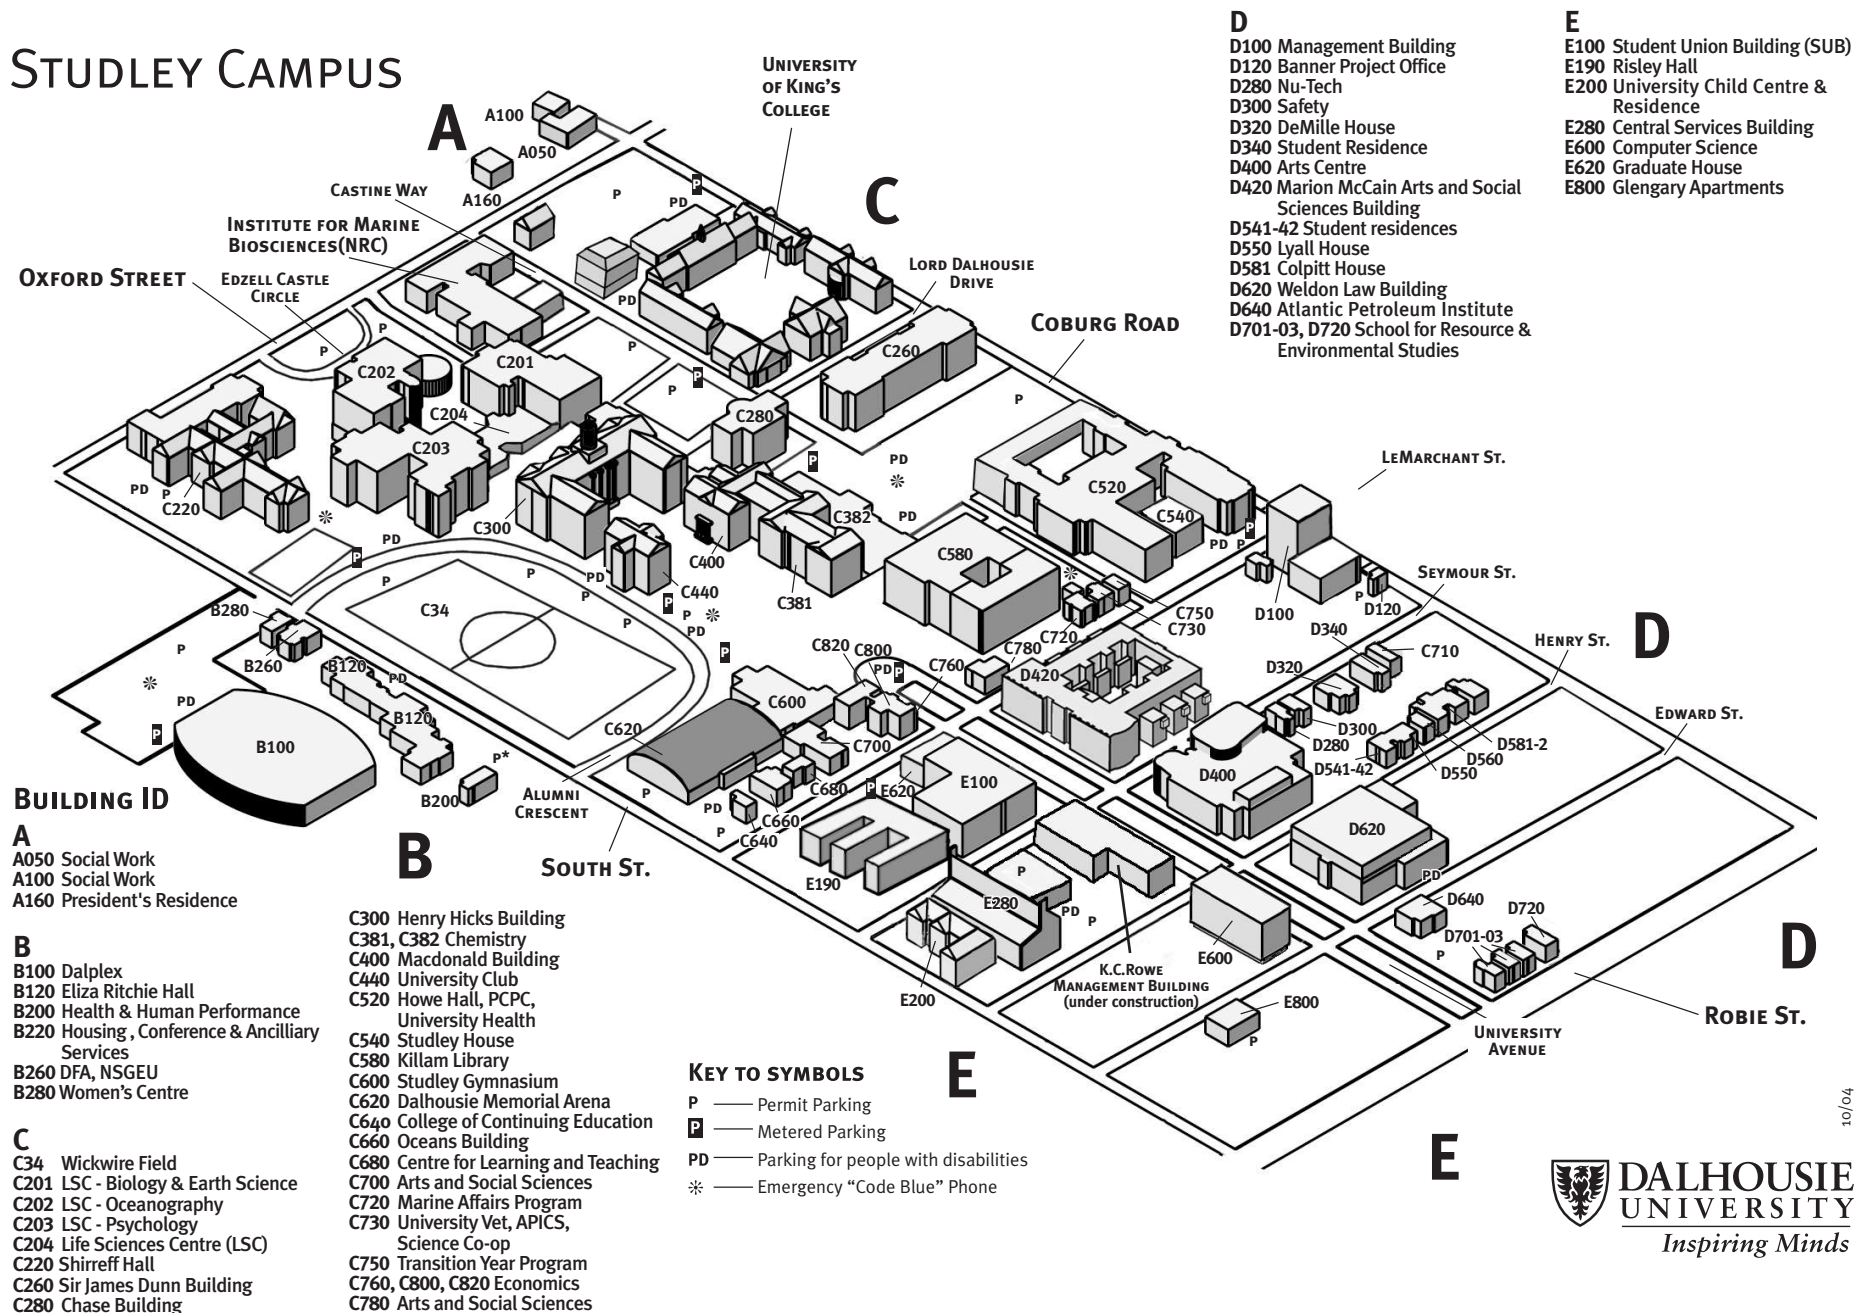 STUDLEY CAMPUS
D
D100 Management Building
D120 Banner Project Office
D280 Nu-Tech
D300 Safety
D320 DeMille House
D340 Student Residence
D400 Arts Centre
D420 Marion McCain Arts and Social
Sciences Building
D541-42 Student residences
D550 Lyall House
D581 Colpitt House
D620 Weldon Law Building
D640 Atlantic Petroleum Institute
D701-03, D720 School for Resource &
Environmental Studies
E
E100 Student Union Building (SUB)
E190 Risley Hall
E200 University Child Centre &
Residence
E280 Central Services Building
E600 Computer Science
E620 Graduate House
E800 Glengary Apartments
UNIVERSITY
OF KING'S
COLLEGE
A
A100
A050
A160
C
CASTINE WAY
INSTITUTE FOR MARINE
BIOSCIENCES(NRC)
OXFORD STREET
EDZELL CASTLE
CIRCLE
LORD DALHOUSIE
DRIVE
COBURG ROAD
LEMARCHANT ST.
SEYMOUR ST.
HENRY ST.
D
EDWARD ST.
P
PD
P
PD
P
P
P
P
P
P
P
C260
C201
C202
C204
C203
C280
C220
PD
P
C300
PD
P
P
PD
P
PD
C520
C540
C382
C580
C400
C381
C440
PD
P
P
P
P
P
PD
P
P
PD
P
PD
P
P
D100
D120
P
C750
C730
C720
C780
C34
B280
B260
B120
PD
B120
P
PD
P
B100
B200
P*
C820
C800
PD
P
C760
C600
C620
C700
C680
C660
C640
P
PD
P
D420
D340
C710
D320
D300
D280
D581-2
D560
D550
D541-42
D400
D620
PD
P
E620
E100
E190
E280
P
PD
P
E200
E600
D640
D720
D701-03
P
E800
P
ALUMNI
CRESCENT
SOUTH ST.
K.C.ROWE
MANAGEMENT BUILDING
(under construction)
UNIVERSITY
AVENUE
ROBIE ST.
D
B
E
E
BUILDING ID
A
A050 Social Work
A100 Social Work
A160 President's Residence
B
B100 Dalplex
B120 Eliza Ritchie Hall
B200 Health & Human Performance
B220 Housing , Conference & Ancilliary
Services
B260 DFA, NSGEU
B280 Women's Centre
C
C34 Wickwire Field
C201 LSC - Biology & Earth Science
C202 LSC - Oceanography
C203 LSC - Psychology
C204 Life Sciences Centre (LSC)
C220 Shirreff Hall
C260 Sir James Dunn Building
C280 Chase Building
C300 Henry Hicks Building
C381, C382 Chemistry
C400 Macdonald Building
C440 University Club
C520 Howe Hall, PCPC,
University Health
C540 Studley House
C580 Killam Library
C600 Studley Gymnasium
C620 Dalhousie Memorial Arena
C640 College of Continuing Education
C660 Oceans Building
C680 Centre for Learning and Teaching
C700 Arts and Social Sciences
C720 Marine Affairs Program
C730 University Vet, APICS,
Science Co-op
C750 Transition Year Program
C760, C800, C820 Economics
C780 Arts and Social Sciences
KEY TO SYMBOLS
P Permit Parking
P Metered Parking
PD Parking for people with disabilities
Emergency “Code Blue” Phone
10/04
DALHOUSIE
UNIVERSITY
Inspiring Minds